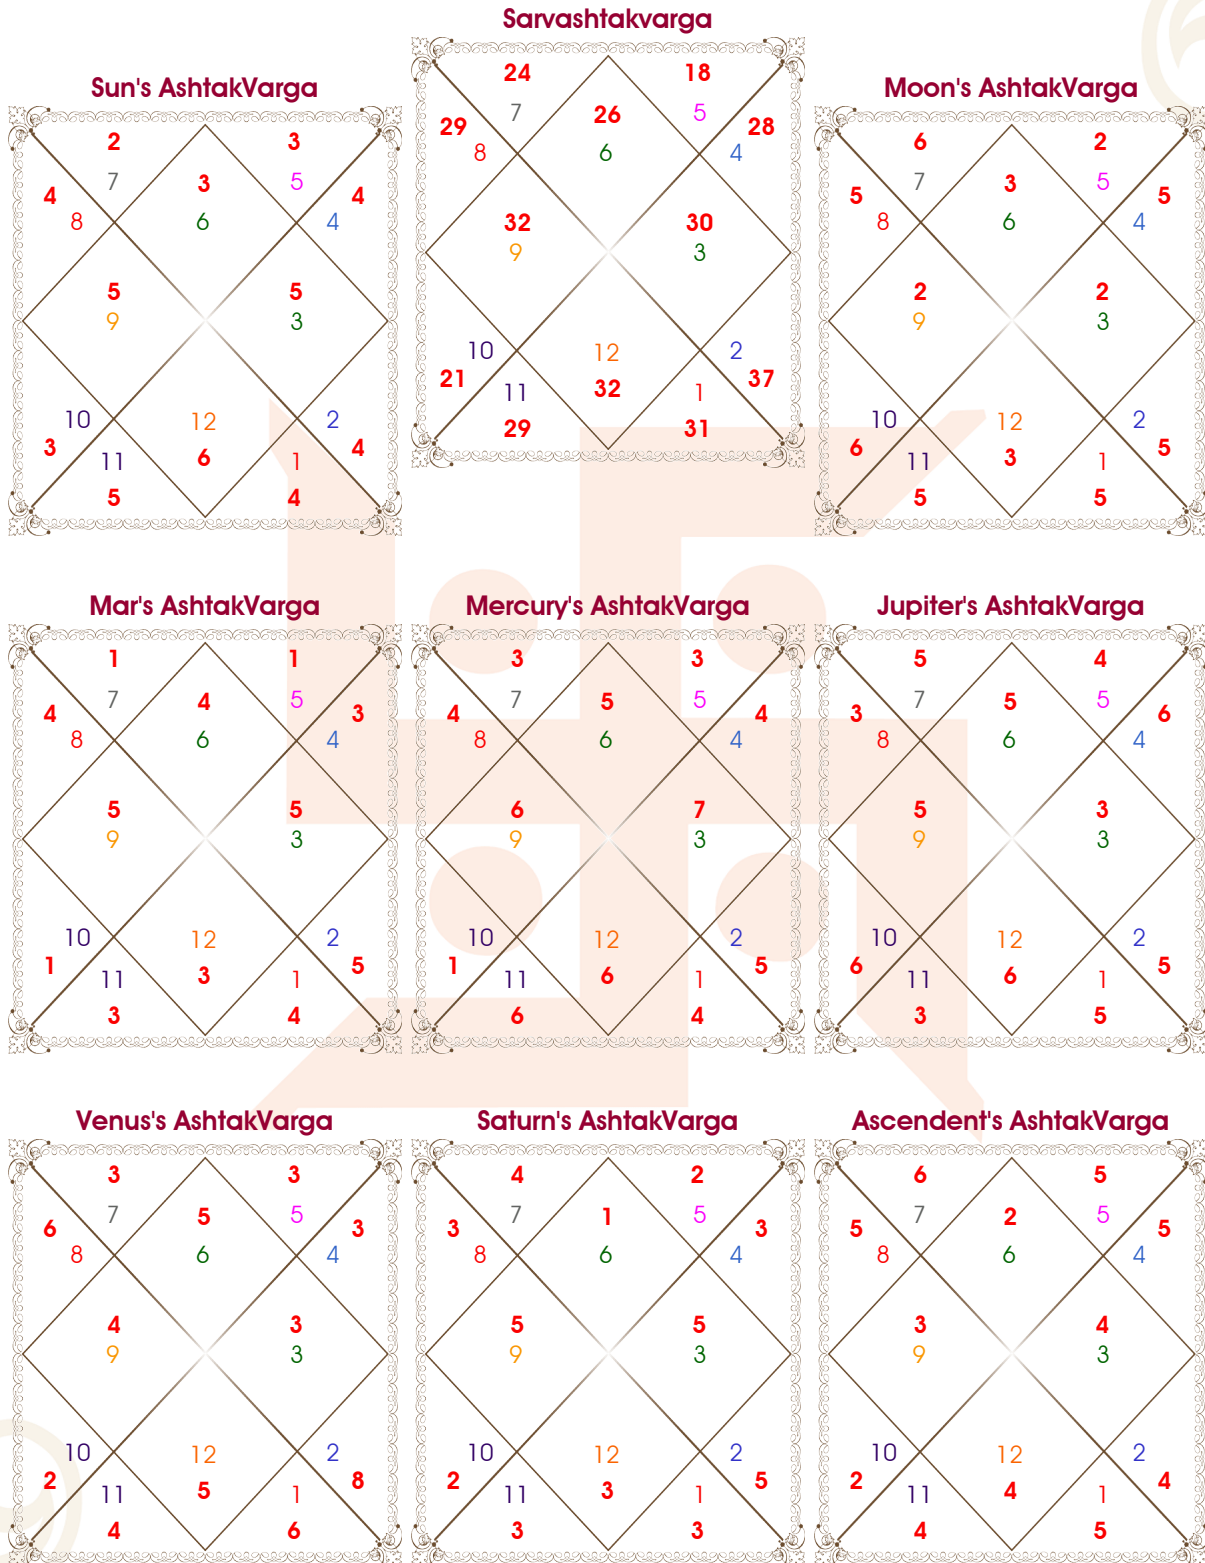 Sarvashtakvarga
24 18
29 7 26 5 28
8 6 4
32 30
9 3
10 12 2
21 11 32 1 37
29 31
Sun's AshtakVarga
2 3
4 7 3 5 4
8 6 4
5 5
9 3
10 12 2
3 11 6 1 4
5 4
Moon's AshtakVarga
6 2
5 7 3 5 5
8 6 4
2 2
9 3
10 12 2
6 11 3 1 5
5 5
Mar's AshtakVarga
1 1
4 7 4 5 3
8 6 4
5 5
9 3
10 12 2
1 11 3 1 5
3 4
Mercury's AshtakVarga
3 3
4 7 5 5 4
8 6 4
6 7
9 3
10 12 2
1 11 6 1 5
6 4
Jupiter's AshtakVarga
5 4
3 7 5 5 6
8 6 4
5 3
9 3
10 12 2
6 11 6 1 5
3 5
Venus's AshtakVarga
3 3
6 7 5 5 3
8 6 4
4 3
9 3
10 12 2
2 11 5 1 8
4 6
Saturn's AshtakVarga
4 2
3 7 1 5 3
8 6 4
5 5
9 3
10 12 2
2 11 3 1 5
3 3
Ascendent's AshtakVarga
6 5
5 7 2 5 5
8 6 4
3 4
9 3
10 12 2
2 11 4 1 4
4 5